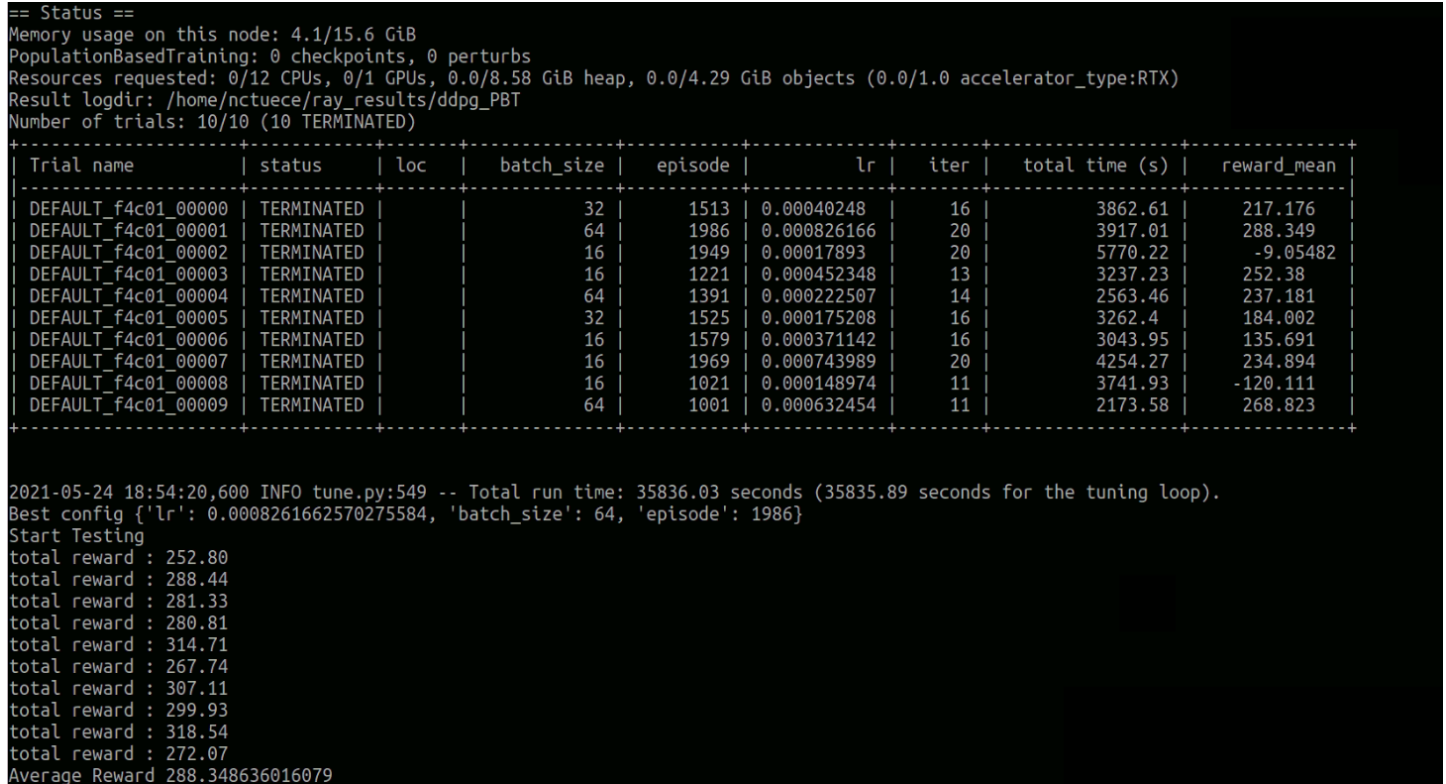 == Status ==
Memory usage on this node: 4.1/15.6 GiB
PopulationBasedTraining: 0 checkpoints, 0 perturbs
Resources requested: 0/12 CPUs, 0/1 GPUs, 0.0/8.58 GiB heap, 0.0/4.29 GiB objects (0.0/1.0 accelerator_type:RTX)
Result logdir: /home/nctuece/ray_results/ddpg_PBT
Number of trials: 10/10 (10 TERMINATED)
+----------------------+------------+-------+--------------+-----------+-------------+--------+------------------+---------------+
| Trial name           | status     | loc   |   batch_size |   episode |          lr |   iter |   total time (s) |   reward_mean |
|----------------------+------------+-------+--------------+-----------+-------------+--------+------------------+---------------|
| DEFAULT_f4c01_00000 | TERMINATED |       |           32 |      1513 | 0.00040248  |     16 |          3862.61 |     217.176   |
| DEFAULT_f4c01_00001 | TERMINATED |       |           64 |      1986 | 0.000826166 |     20 |          3917.01 |     288.349   |
| DEFAULT_f4c01_00002 | TERMINATED |       |           16 |      1949 | 0.00017893  |     20 |          5770.22 |      -9.05482 |
| DEFAULT_f4c01_00003 | TERMINATED |       |           16 |      1221 | 0.000452348 |     13 |          3237.23 |     252.38    |
| DEFAULT_f4c01_00004 | TERMINATED |       |           64 |      1391 | 0.000222507 |     14 |          2563.46 |     237.181   |
| DEFAULT_f4c01_00005 | TERMINATED |       |           32 |      1525 | 0.000175208 |     16 |          3262.4  |     184.002   |
| DEFAULT_f4c01_00006 | TERMINATED |       |           16 |      1579 | 0.000371142 |     16 |          3043.95 |     135.691   |
| DEFAULT_f4c01_00007 | TERMINATED |       |           16 |      1969 | 0.000743989 |     20 |          4254.27 |     234.894   |
| DEFAULT_f4c01_00008 | TERMINATED |       |           16 |      1021 | 0.000148974 |     11 |          3741.93 |    -120.111   |
| DEFAULT_f4c01_00009 | TERMINATED |       |           64 |      1001 | 0.000632454 |     11 |          2173.58 |     268.823   |
+----------------------+------------+-------+--------------+-----------+-------------+--------+------------------+---------------+
2021-05-24 18:54:20,600 INFO tune.py:549 -- Total run time: 35836.03 seconds (35835.89 seconds for the tuning loop).
Best config {'lr': 0.0008261662570275584, 'batch_size': 64, 'episode': 1986}
Start Testing
total reward : 252.80
total reward : 288.44
total reward : 281.33
total reward : 280.81
total reward : 314.71
total reward : 267.74
total reward : 307.11
total reward : 299.93
total reward : 318.54
total reward : 272.07
Average Reward 288.348636016079